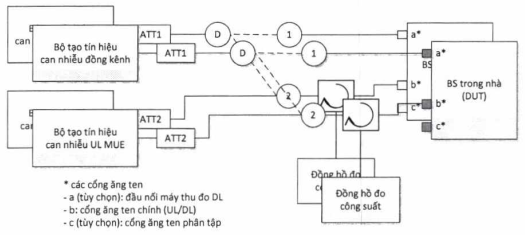 Bộ tạo
can nhiễ
Bộ tạo tín hiệu
can nhiễu đồng kênh
ATT1
ATT1
D
D
1
1
a*
a*
BS
BS trong nhà
(DUT)
b*
b*
c*
c*
2
2
Bộ tạo tín hiệu
can nhiễu UL MUE
ATT2
ATT2
Đồng hồ đo
Đồng hồ đo
công suất
* các cổng ăng ten
- a (tùy chọn): đầu nối máy thu đo DL
- b: cổng ăng ten chính (UL/DL)
- c (tùy chọn): cổng ăng ten phân tập